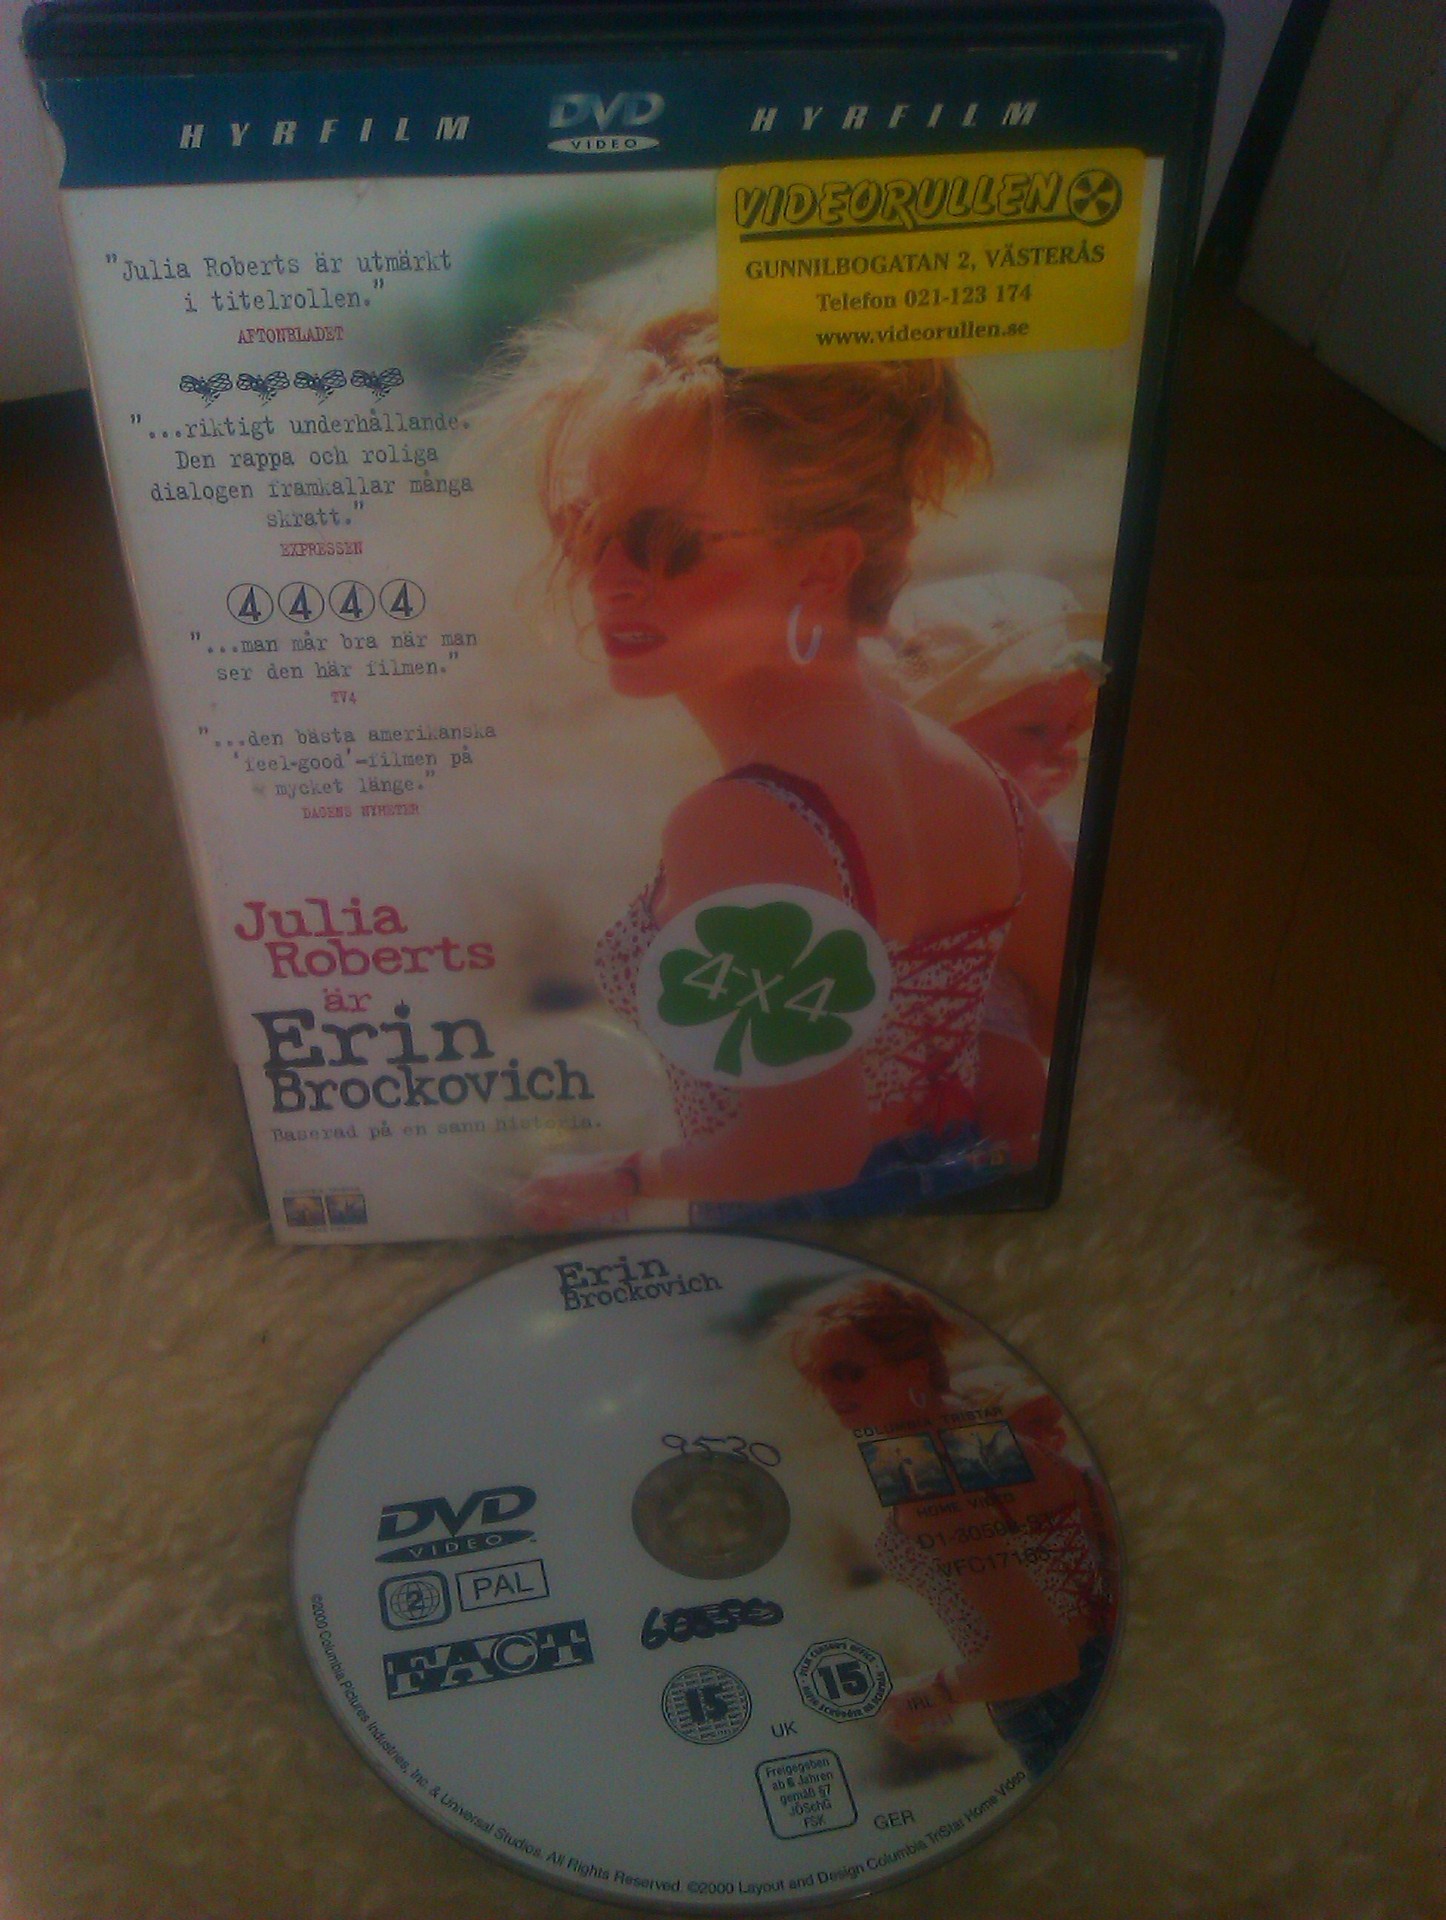 HYRFILM DVD VIDEO HYRFILM
VIDEORULLEN
GUNNILBOGATAN 2, VÄSTERÅS
Telefon 021-123 174
www.videorullen.se
"Julia Roberts är utmärkt
i titelrollen."
AFTONBLADET
"...riktigt underhållande.
Den rappa och roliga
dialogen framkallar många
skratt."
EXPRESSEN
4 4 4 4
"...man mår bra när man
ser den här filmen."
TV4
"...den bästa amerikanska
'feel-good'-filmen på
mycket länge."
DAGENS NYHETER
4x4
Julia
Roberts
är
Erin
Brockovich
Baserad på en sann historia.
Erin
Brockovich
9530
COLUMBIA TRISTAR
HOME VIDEO
DVD
VIDEO
2 PAL
FACT
15
UK
15
IRL
Freigegeben
ab 6 Jahren
gemäß §7
JÖSchG
FSK
GER
©2000 Columbia Pictures Industries, Inc. & Universal Studios. All Rights Reserved. ©2000 Layout and Design Columbia TriStar Home Video